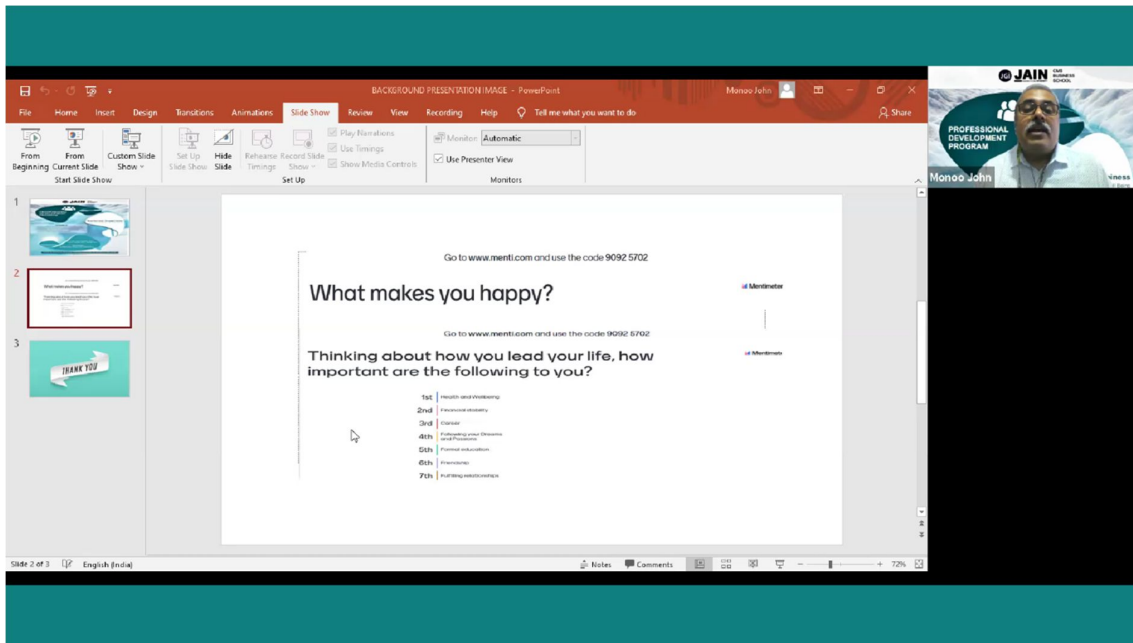 BACKGROUND PRESENTATION IMAGE - PowerPoint
Monoo John
File Home Insert Design Transitions Animations Slide Show Review View Recording Help Tell me what you want to do
Share
From Beginning
From Current Slide
Custom Slide Show
Set Up Slide Show
Hide Slide
Rehearse Timings
Record Slide Show
Play Narrations
Use Timings
Show Media Controls
Monitor: Automatic
Use Presenter View
Start Slide Show
Set Up
Monitors
1
2
3
THANK YOU
Go to www.menti.com and use the code 9092 5702
What makes you happy?
Mentimeter
Go to www.menti.com and use the code 9092 5702
Thinking about how you lead your life, how
important are the following to you?
Mentimete
1st Health and Wellbeing
2nd Financial stability
3rd Career
4th Following your Dreams
and Passions
5th Formal education
6th Friendship
7th Fulfilling relationships
Slide 2 of 3
English (India)
Notes
Comments
72%
JGI JAIN
CMS
BUSINESS
SCHOOL
PROFESSIONAL
DEVELOPMENT
PROGRAM
Monoo John